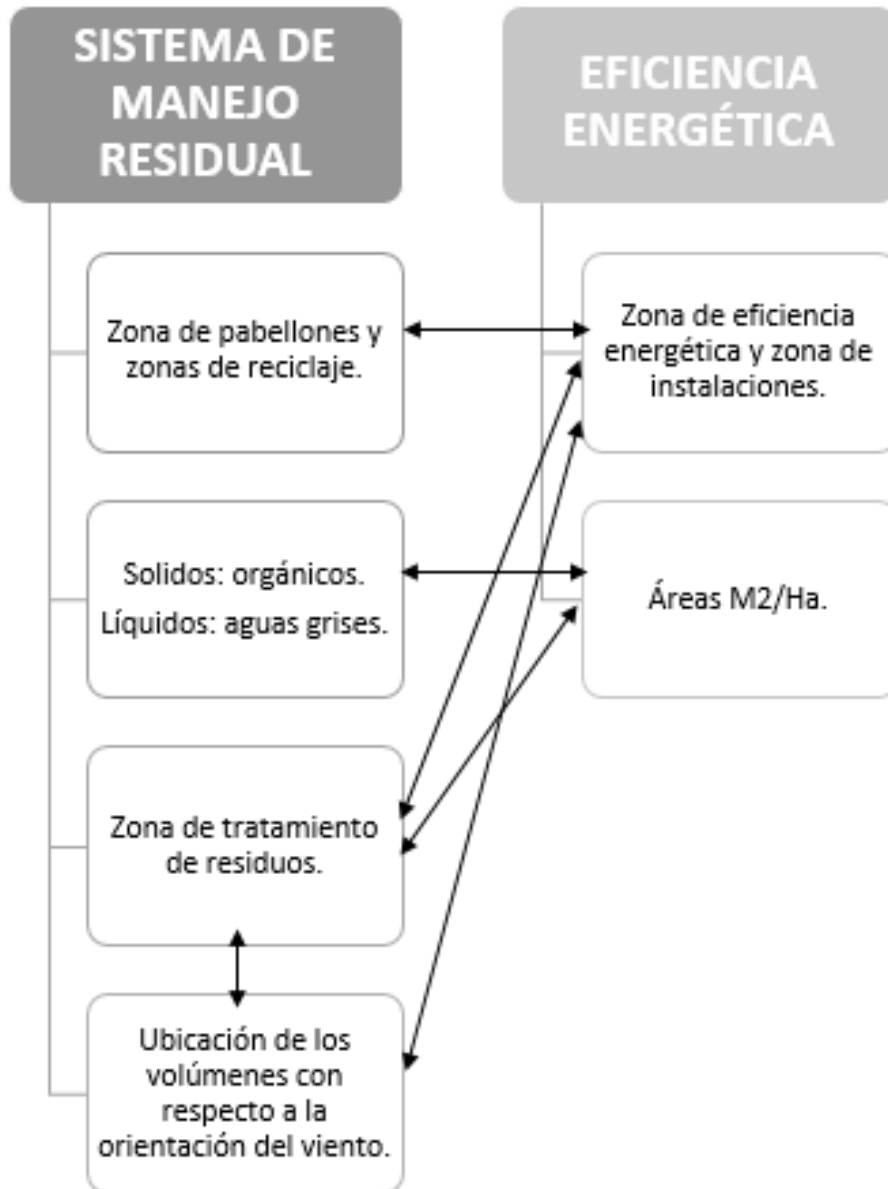 SISTEMA DE
MANEJO
RESIDUAL
Zona de pabellones y
zonas de reciclaje.
Solidos: orgánicos.
Líquidos: aguas grises.
Zona de tratamiento
de residuos.
Ubicación de los
volúmenes con
respecto a la
orientación del viento.
EFICIENCIA
ENERGÉTICA
Zona de eficiencia
energética y zona de
instalaciones.
Áreas M2/Ha.